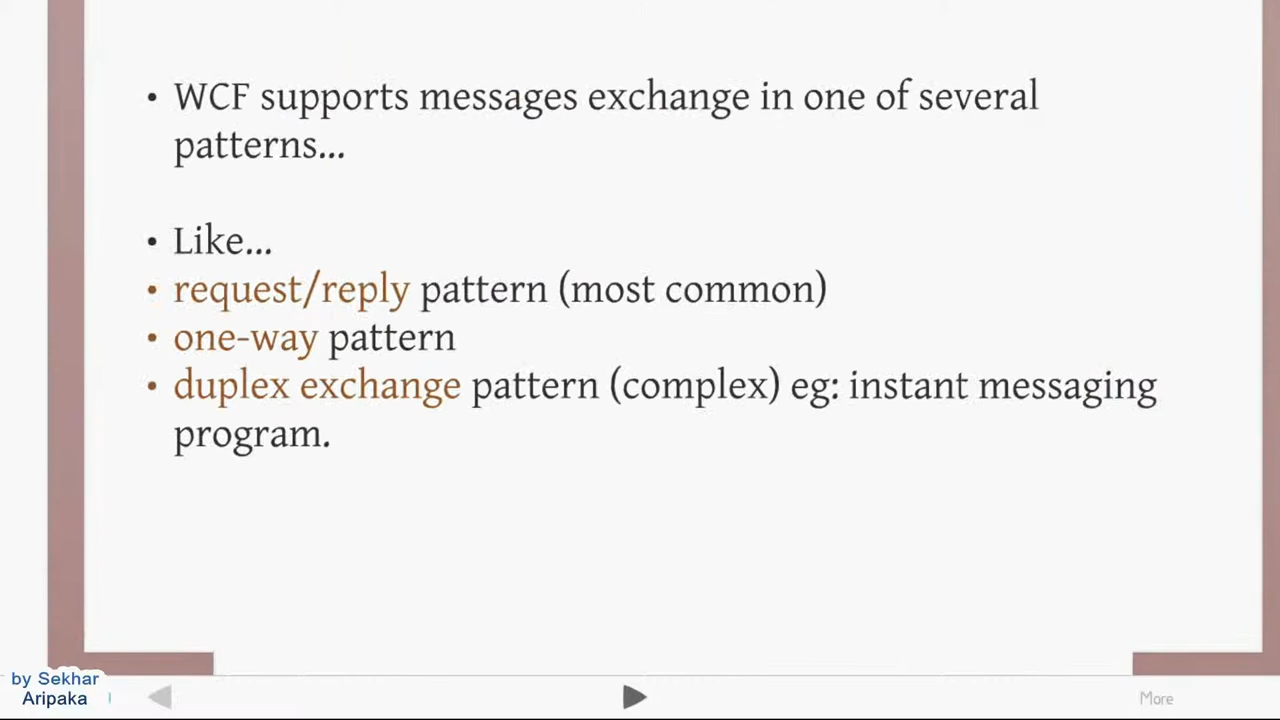 • WCF supports messages exchange in one of several
patterns...
• Like...
• request/reply pattern (most common)
• one-way pattern
• duplex exchange pattern (complex) eg: instant messaging
program.
by Sekhar
Aripaka
More